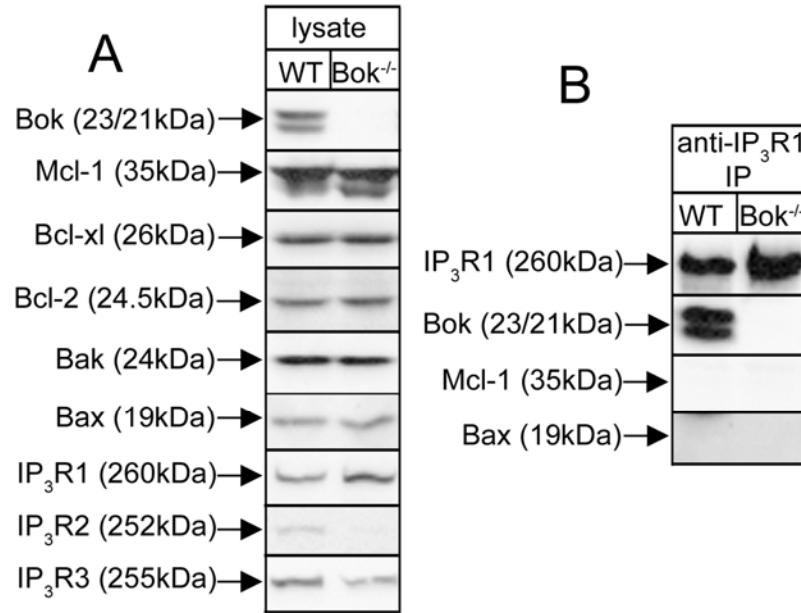 A
lysate
WT Bok⁻/⁻
Bok (23/21kDa)
Mcl-1 (35kDa)
Bcl-xl (26kDa)
Bcl-2 (24.5kDa)
Bak (24kDa)
Bax (19kDa)
IP₃R1 (260kDa)
IP₃R2 (252kDa)
IP₃R3 (255kDa)
B
anti-IP₃R1
IP
WT Bok⁻/⁻
IP₃R1 (260kDa)
Bok (23/21kDa)
Mcl-1 (35kDa)
Bax (19kDa)